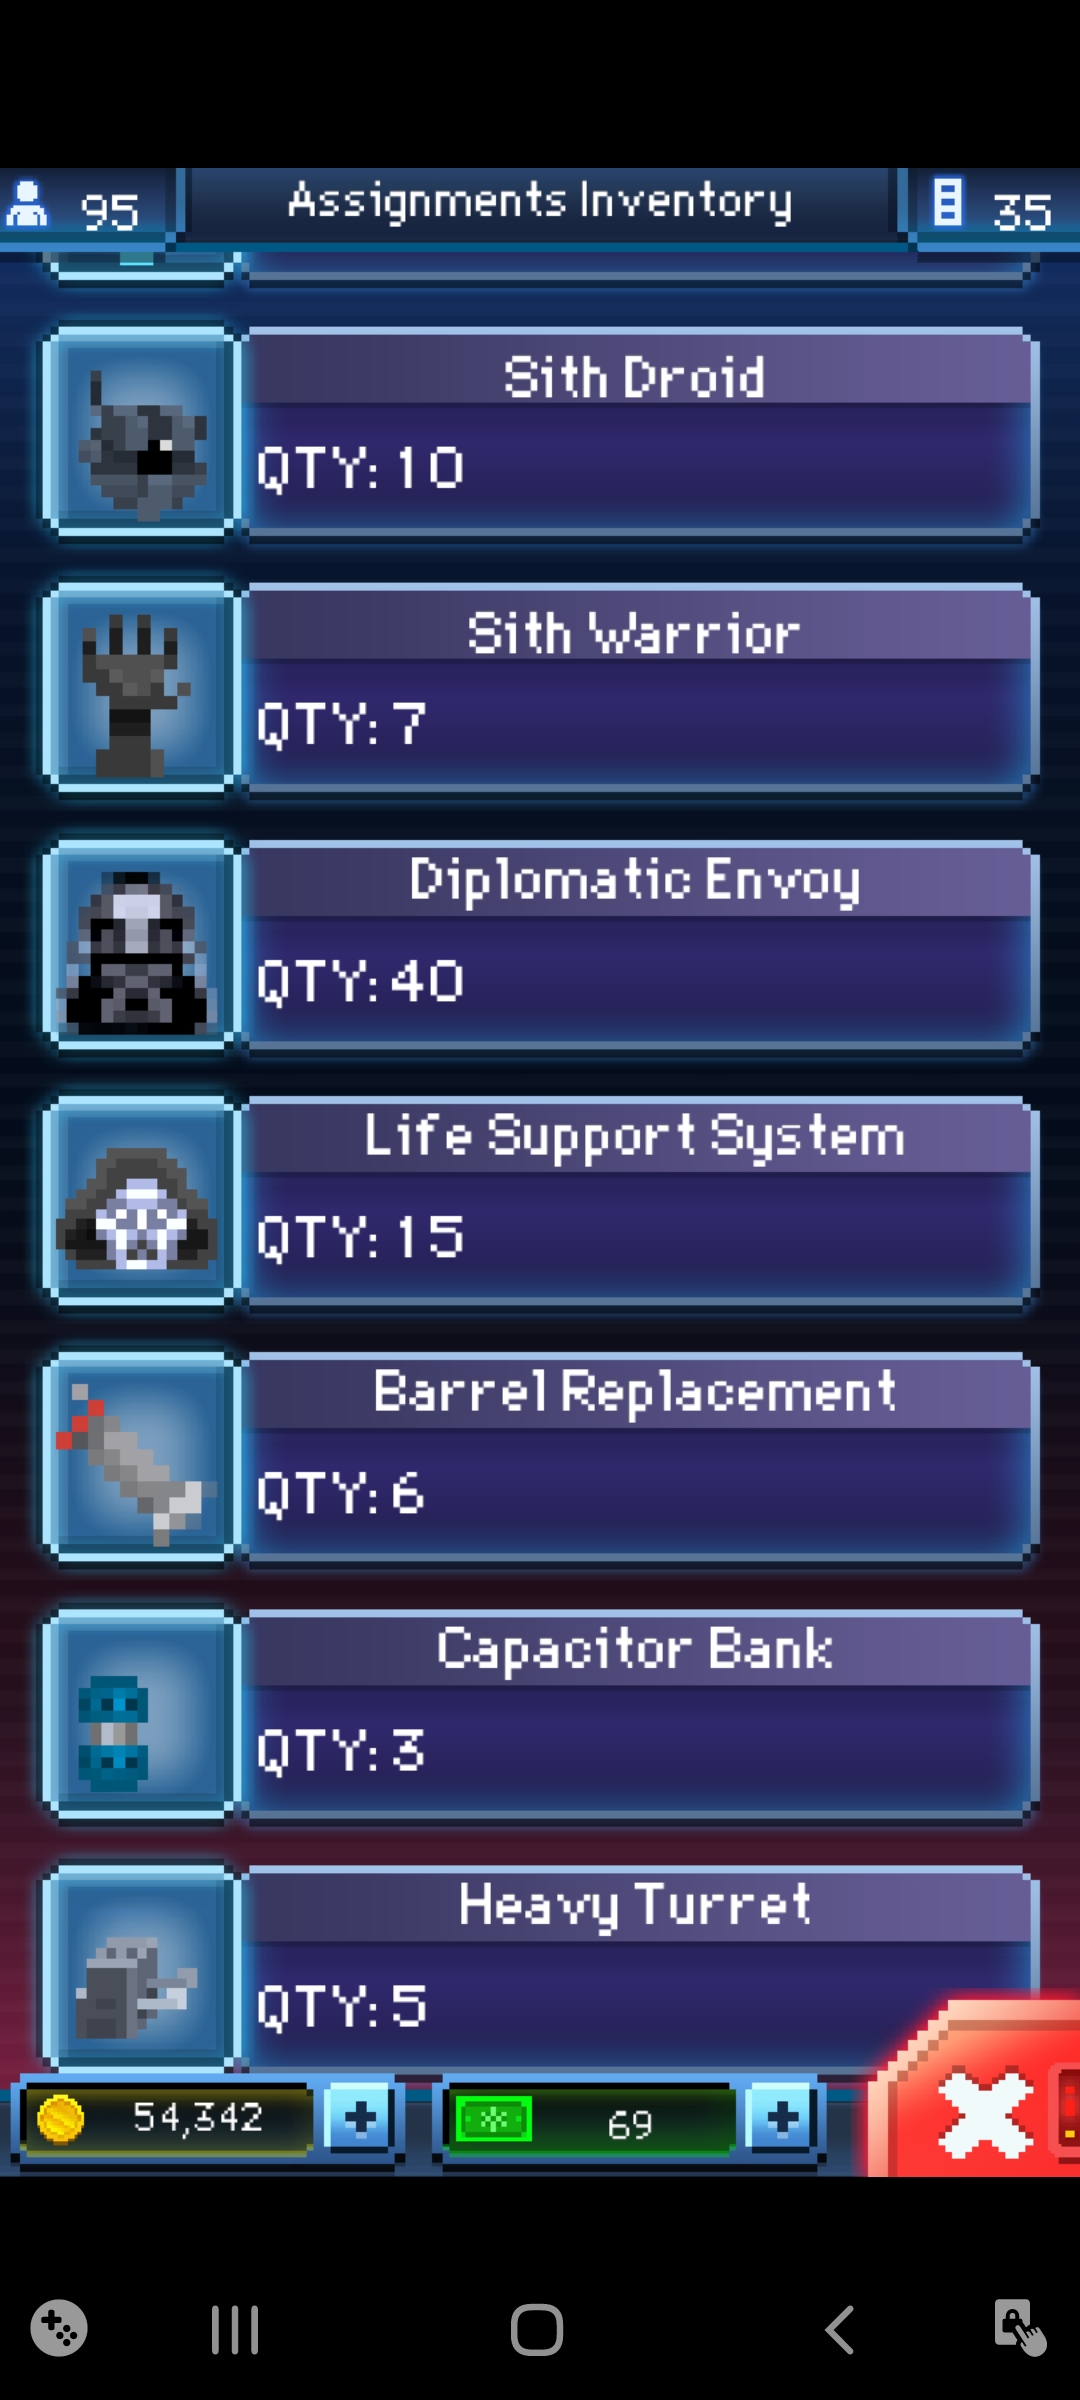 95
Assignments Inventory
35
Sith Droid
QTY: 10
Sith Warrior
QTY: 7
Diplomatic Envoy
QTY: 40
Life Support System
QTY: 15
Barrel Replacement
QTY: 6
Capacitor Bank
QTY: 3
Heavy Turret
QTY: 5
54,342
69